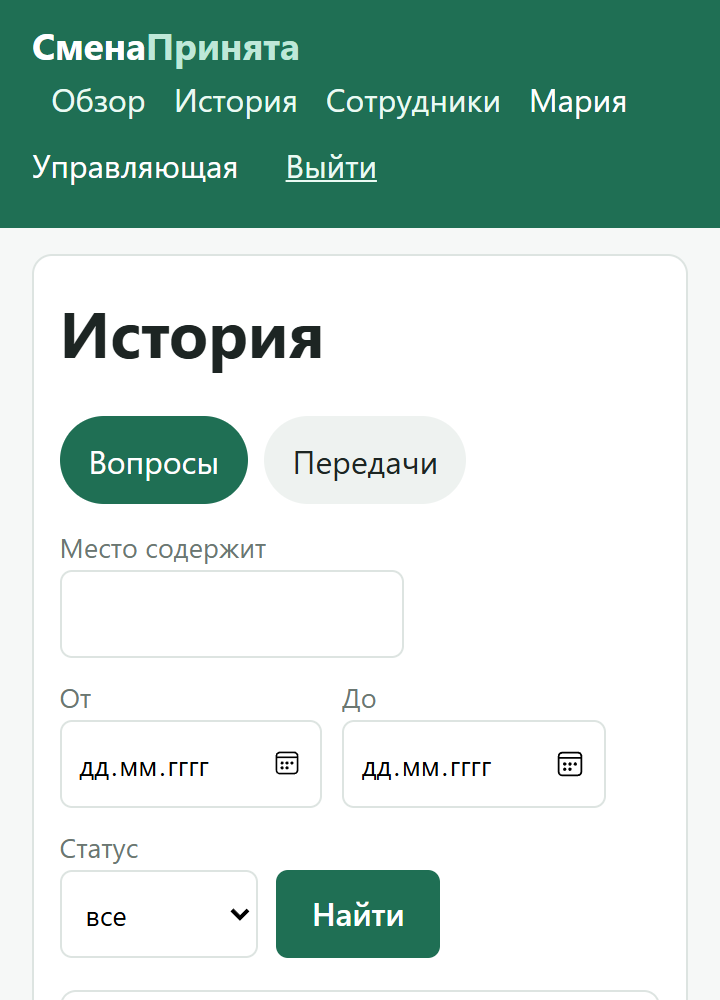 СменаПринята
Обзор История Сотрудники Мария
Управляющая Выйти
История
Вопросы Передачи
Место содержит
От До
дд.мм.гггг дд.мм.гггг
Статус
все Найти